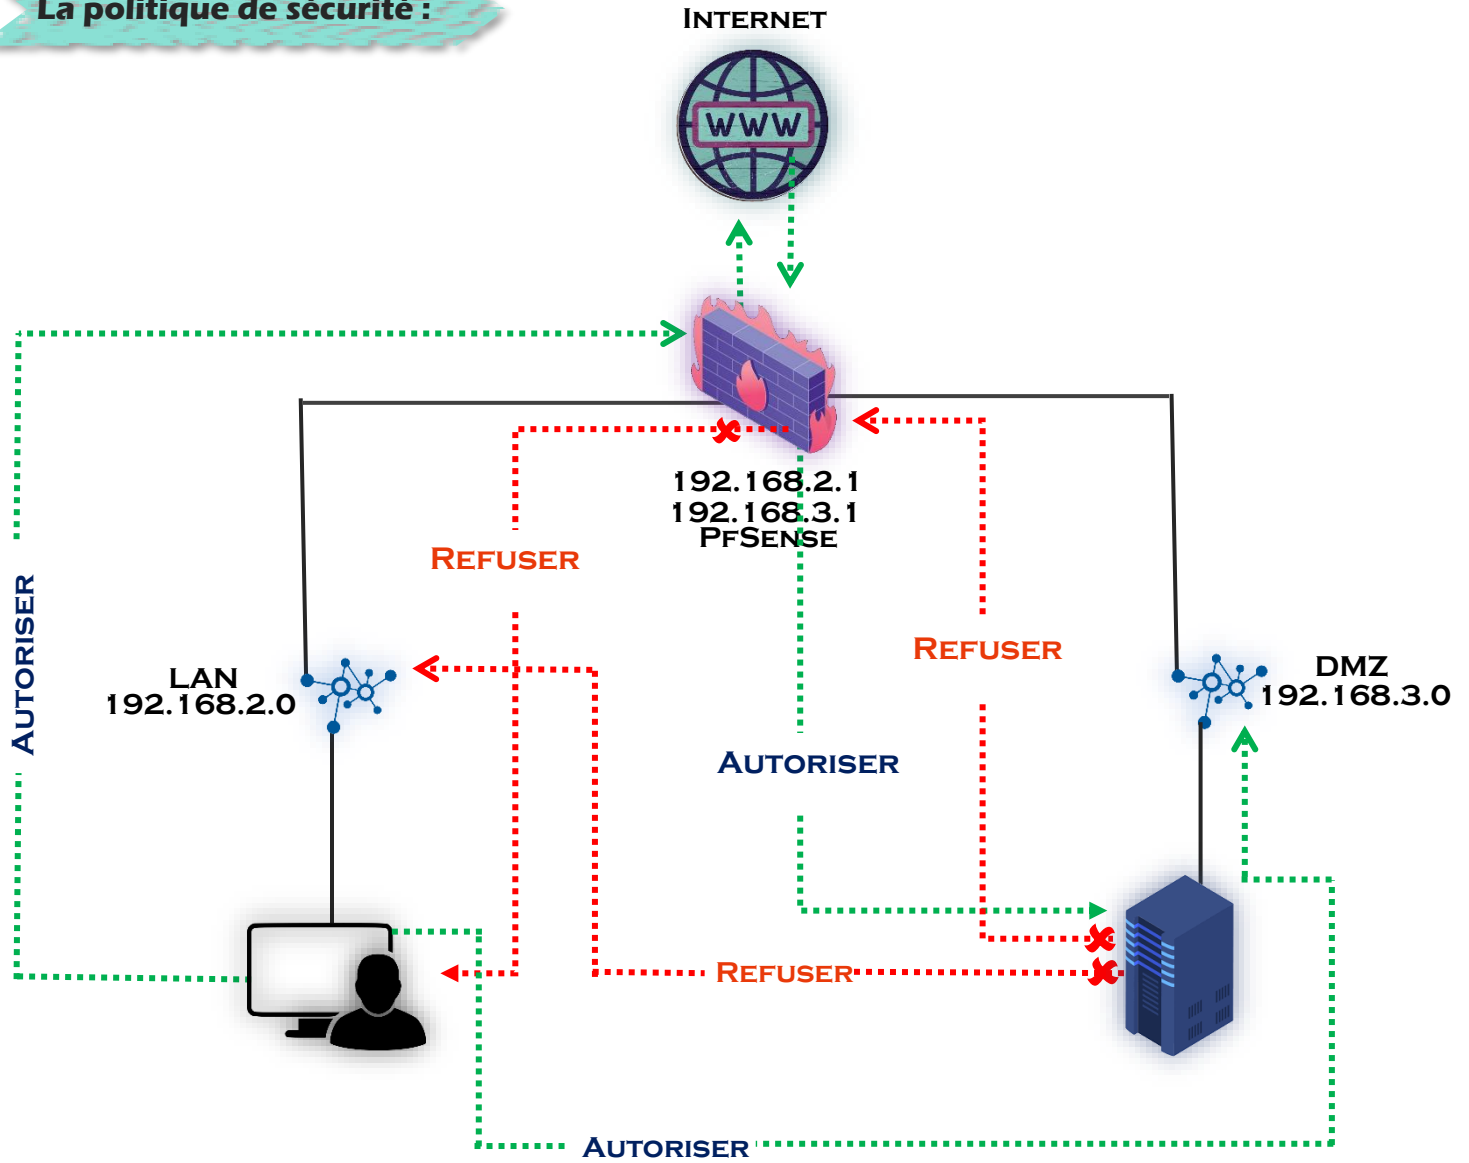 La politique de sécurité :
INTERNET
WWW
192.168.2.1
192.168.3.1
PFSENSE
REFUSER
AUTORISER
REFUSER
LAN
192.168.2.0
DMZ
192.168.3.0
AUTORISER
REFUSER
AUTORISER